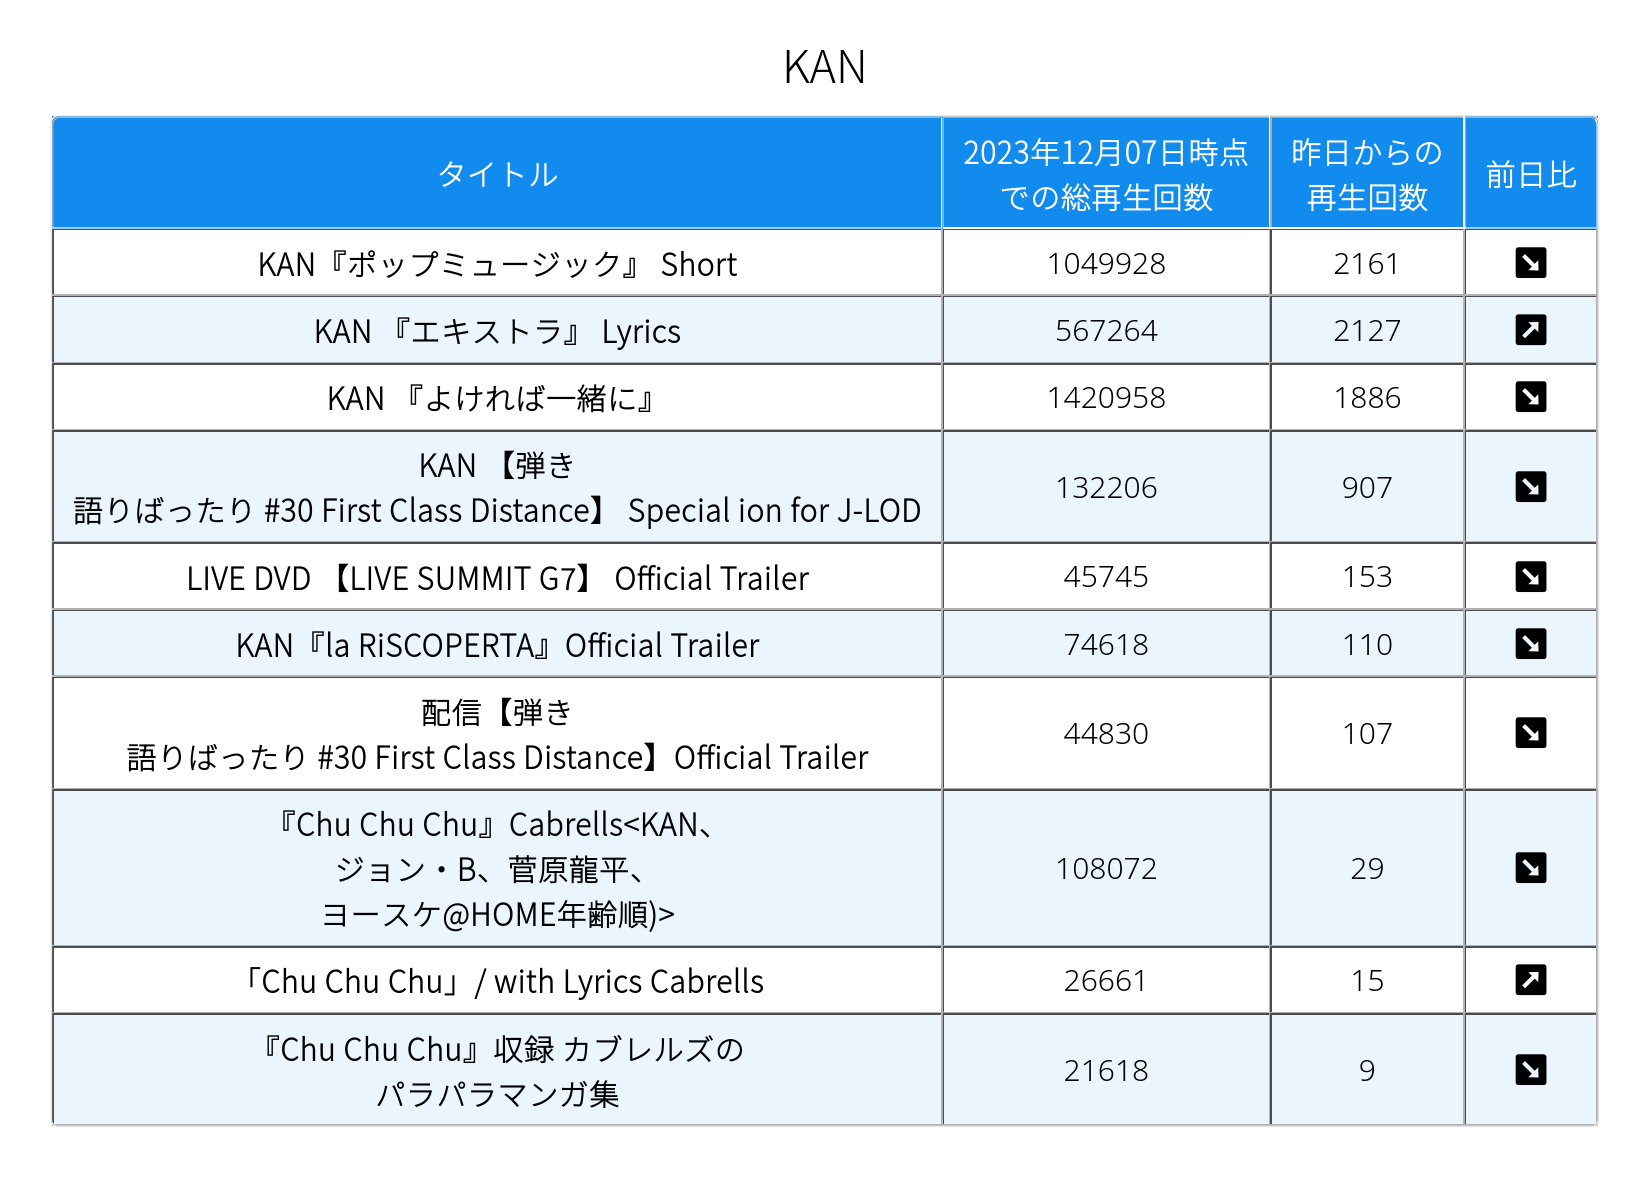 KAN
タイトル
2023年12月07日時点
での総再生回数
昨日からの
再生回数
前日比
KAN『ポップミュージック』 Short
1049928
2161
KAN 『エキストラ』 Lyrics
567264
2127
KAN 『よければ一緒に』
1420958
1886
KAN 【弾き
語りばったり #30 First Class Distance】 Special ion for J-LOD
132206
907
LIVE DVD 【LIVE SUMMIT G7】 Official Trailer
45745
153
KAN『la RiSCOPERTA』Official Trailer
74618
110
配信【弾き
語りばったり #30 First Class Distance】Official Trailer
44830
107
『Chu Chu Chu』Cabrells<KAN、
ジョン・B、菅原龍平、
ヨースケ@HOME年齢順)>
108072
29
「Chu Chu Chu」/ with Lyrics Cabrells
26661
15
『Chu Chu Chu』収録 カブレルズの
パラパラマンガ集
21618
9